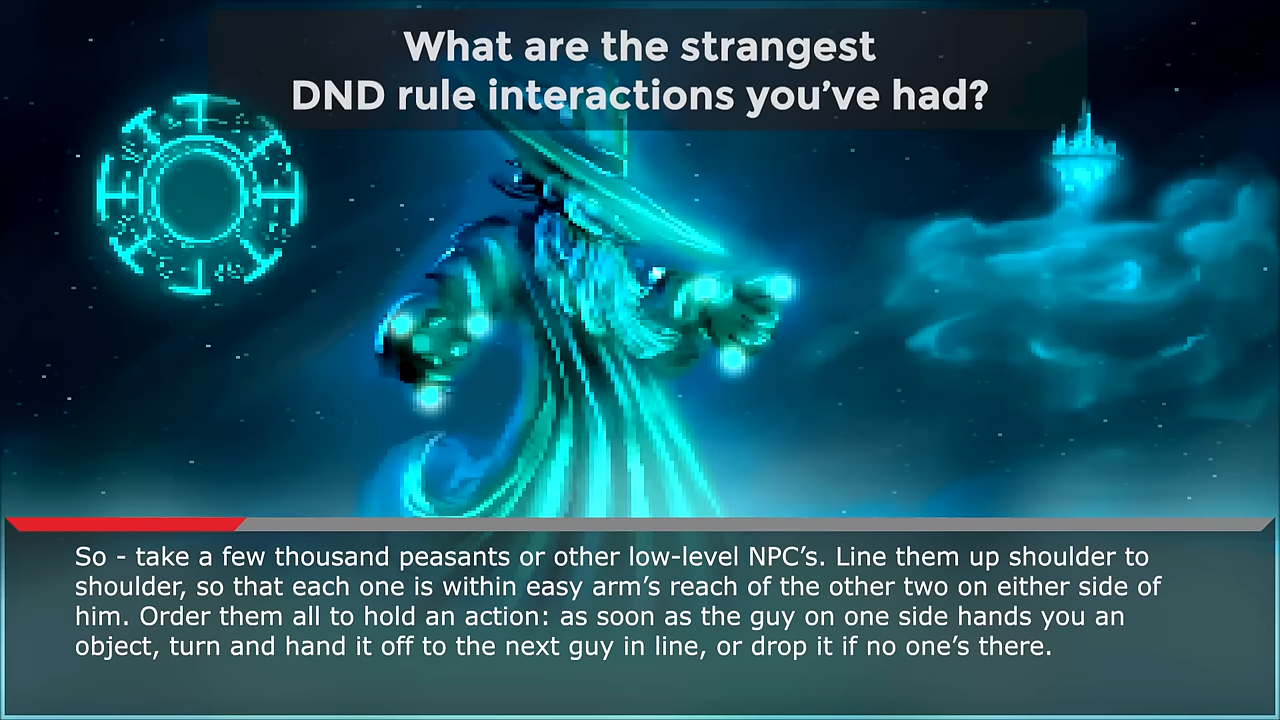 What are the strangest
DND rule interactions you’ve had?
So - take a few thousand peasants or other low-level NPC’s. Line them up shoulder to
shoulder, so that each one is within easy arm’s reach of the other two on either side of
him. Order them all to hold an action: as soon as the guy on one side hands you an
object, turn and hand it off to the next guy in line, or drop it if no one’s there.